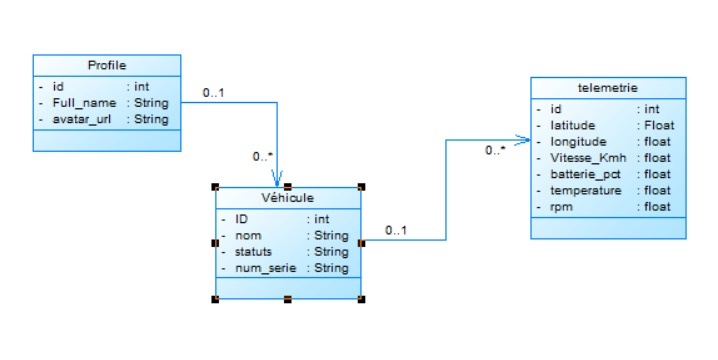 Profile
- id : int
- Full_name : String
- avatar_url : String
0..1
0..*
Véhicule
- ID : int
- nom : String
- statuts : String
- num_serie : String
0..1
0..*
telemetrie
- id : int
- latitude : Float
- longitude : float
- Vitesse_Kmh : float
- batterie_pct : float
- temperature : float
- rpm : float